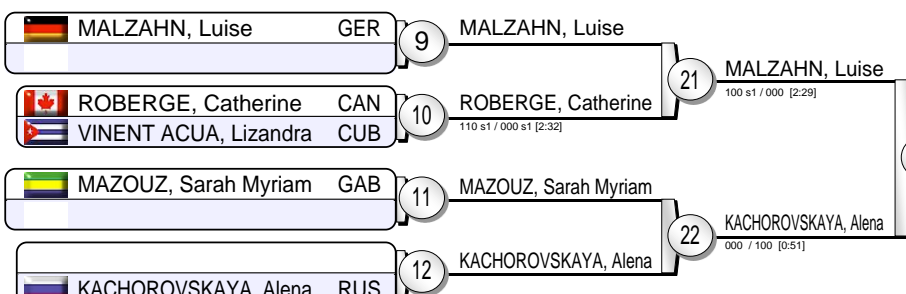 MALZAHN, Luise GER
9
MALZAHN, Luise
21
MALZAHN, Luise
100 s1 / 000 [2:29]
ROBERGE, Catherine CAN
VINENT ACUA, Lizandra CUB
10
ROBERGE, Catherine
110 s1 / 000 s1 [2:32]
MAZOUZ, Sarah Myriam GAB
11
MAZOUZ, Sarah Myriam
22
KACHOROVSKAYA, Alena
000 / 100 [0:51]
KACHOROVSKAYA, Alena RUS
12
KACHOROVSKAYA, Alena